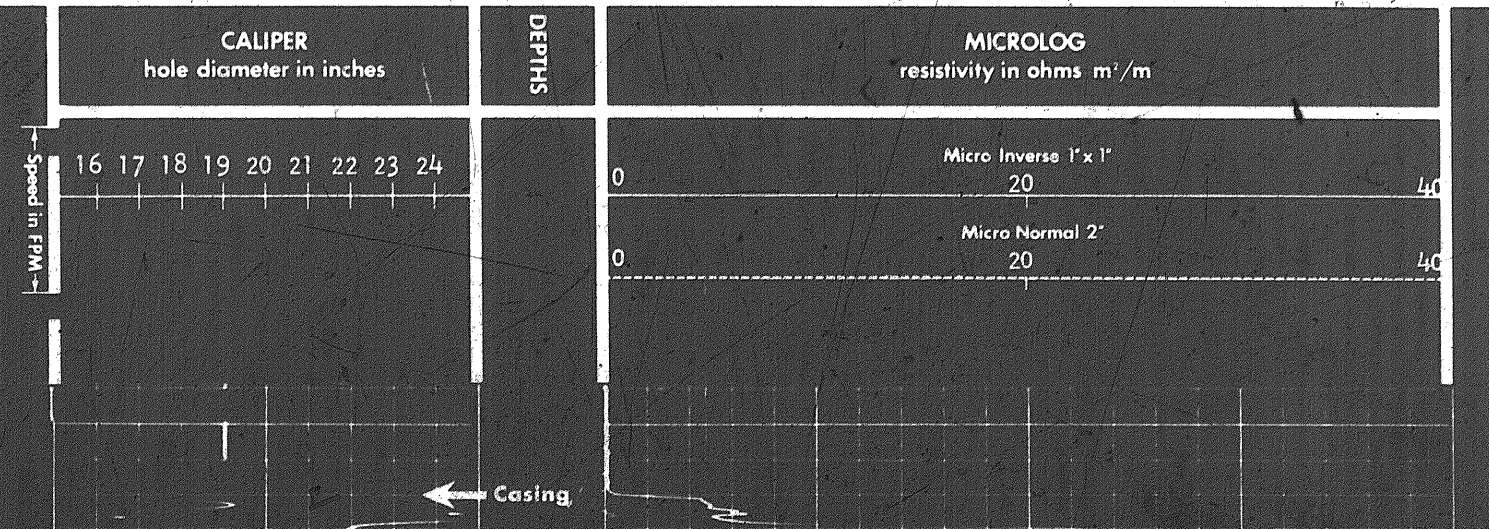 CALIPER
hole diameter in inches
DEPTHS
MICROLOG
resistivity in ohms m²/m
Speed in FPM
16 17 18 19 20 21 22 23 24
Micro Inverse 1" x 1"
0 20 40
Micro Normal 2"
0 20 40
Casing